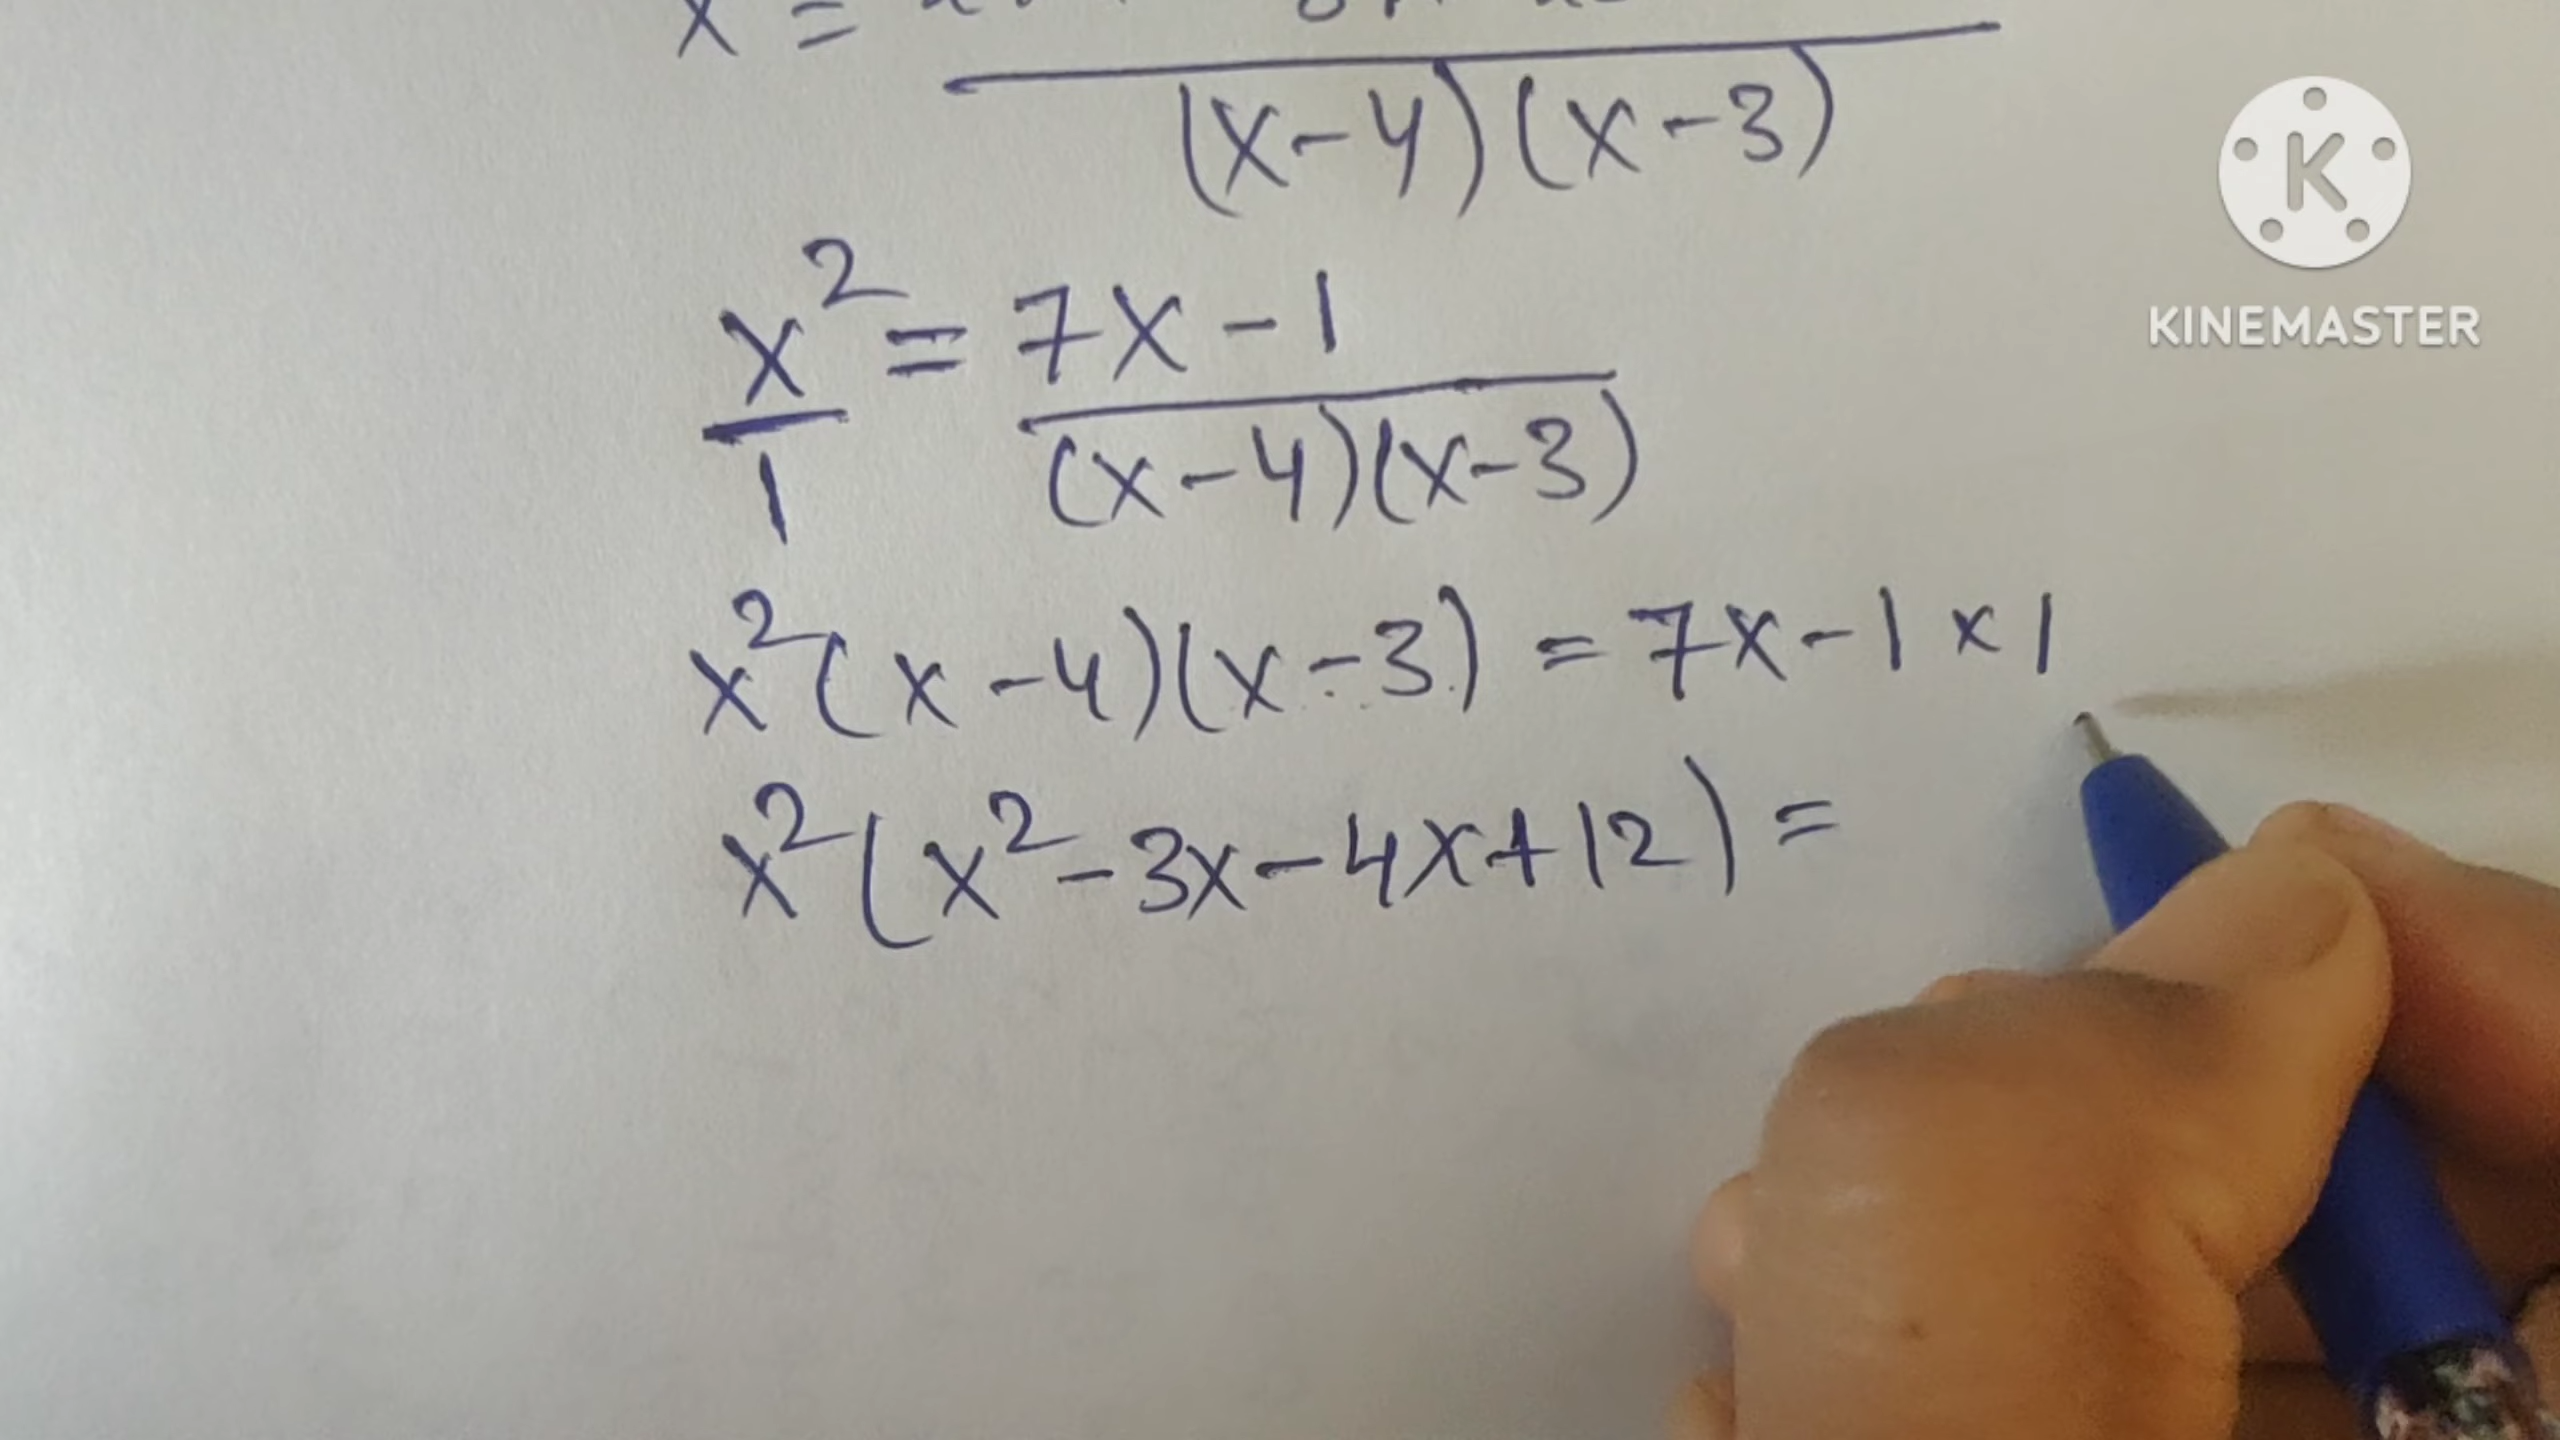 x =
(x-4)(x-3)
K
KINEMASTER
x² = 7x-1
1 (x-4)(x-3)
x²(x-4)(x-3) = 7x-1 x 1
x²(x²-3x-4x+12) =